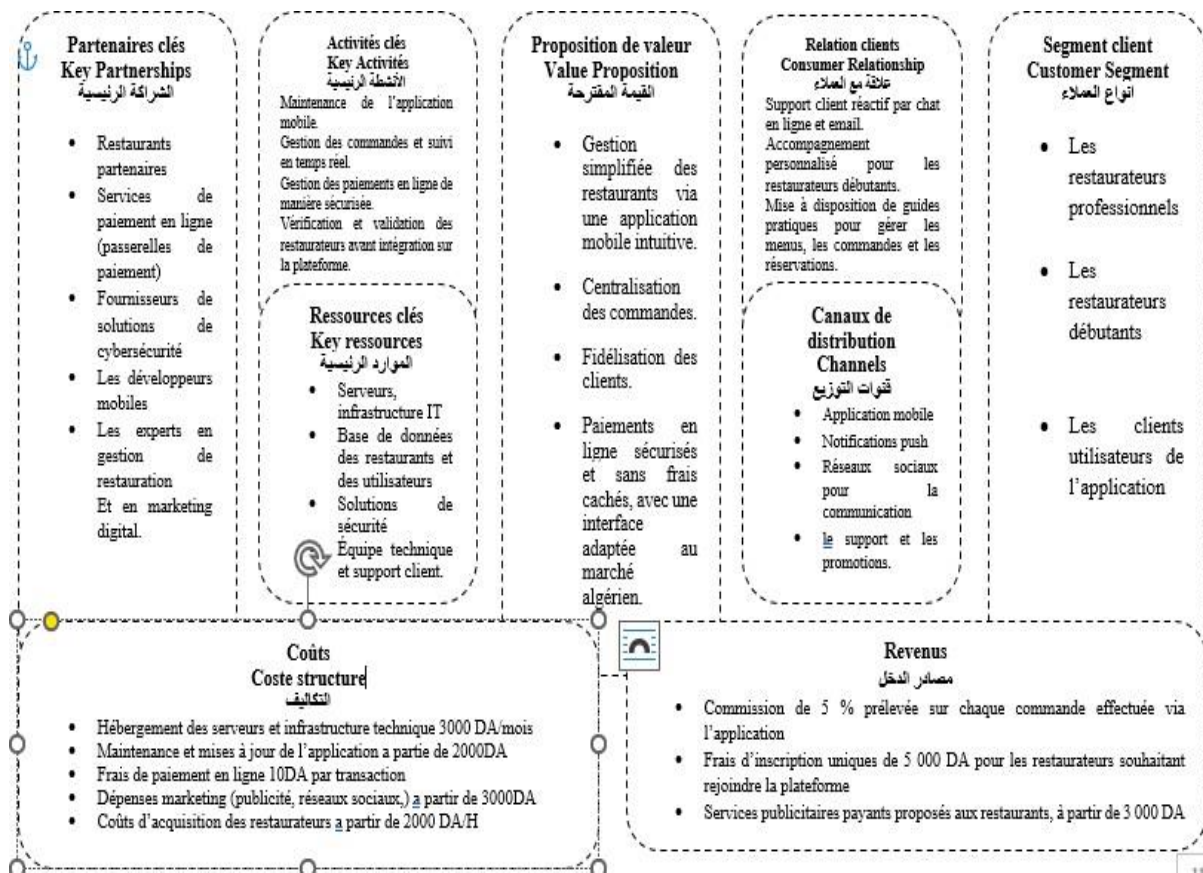 Partenaires clés
Key Partnerships
الشراكة الرئيسية
• Restaurants
partenaires
• Services de
paiement en ligne
(passerelles de
paiement)
• Fournisseurs de
solutions de
cybersécurité
• Les développeurs
mobiles
• Les experts en
gestion de
restauration
Et en marketing
digital.
Activités clés
Key Activités
الأنشطة الرئيسية
Maintenance de l'application
mobile.
Gestion des commandes et suivi
en temps réel.
Gestion des paiements en ligne de
manière sécurisée.
Vérification et validation des
restaurateurs avant intégration sur
la plateforme.
Ressources clés
Key ressources
الموارد الرئيسية
• Serveurs,
infrastructure IT
• Base de données
des restaurants et
des utilisateurs
• Solutions de
sécurité
Équipe technique
et support client.
Proposition de valeur
Value Proposition
القيمة المقترحة
• Gestion
simplifiée des
restaurants via
une application
mobile intuitive.
• Centralisation
des commandes.
• Fidélisation des
clients.
• Paiements en
ligne sécurisés
et sans frais
cachés, avec une
interface
adaptée au
marché
algérien.
Relation clients
Consumer Relationship
علاقة مع العملاء
Support client réactif par chat
en ligne et email.
Accompagnement
personnalisé pour les
restaurateurs débutants.
Mise à disposition de guides
pratiques pour gérer les
menus, les commandes et les
réservations.
Canaux de
distribution
Channels
قنوات التوزيع
• Application mobile
• Notifications push
• Réseaux sociaux
pour la
communication
• le support et les
promotions.
Segment client
Customer Segment
انواع العملاء
• Les
restaurateurs
professionnels
• Les
restaurateurs
débutants
• Les clients
utilisateurs de
l'application
Coûts
Coste structure
التكاليف
• Hébergement des serveurs et infrastructure technique 3000 DA/mois
• Maintenance et mises à jour de l'application a partie de 2000DA
• Frais de paiement en ligne 10DA par transaction
• Dépenses marketing (publicité, réseaux sociaux,) a partir de 3000DA
• Coûts d'acquisition des restaurateurs a partir de 2000 DA/H
Revenus
مصادر الدخل
• Commission de 5 % prélevée sur chaque commande effectuée via
l'application
• Frais d'inscription uniques de 5 000 DA pour les restaurateurs souhaitant
rejoindre la plateforme
• Services publicitaires payants proposés aux restaurants, à partir de 3 000 DA